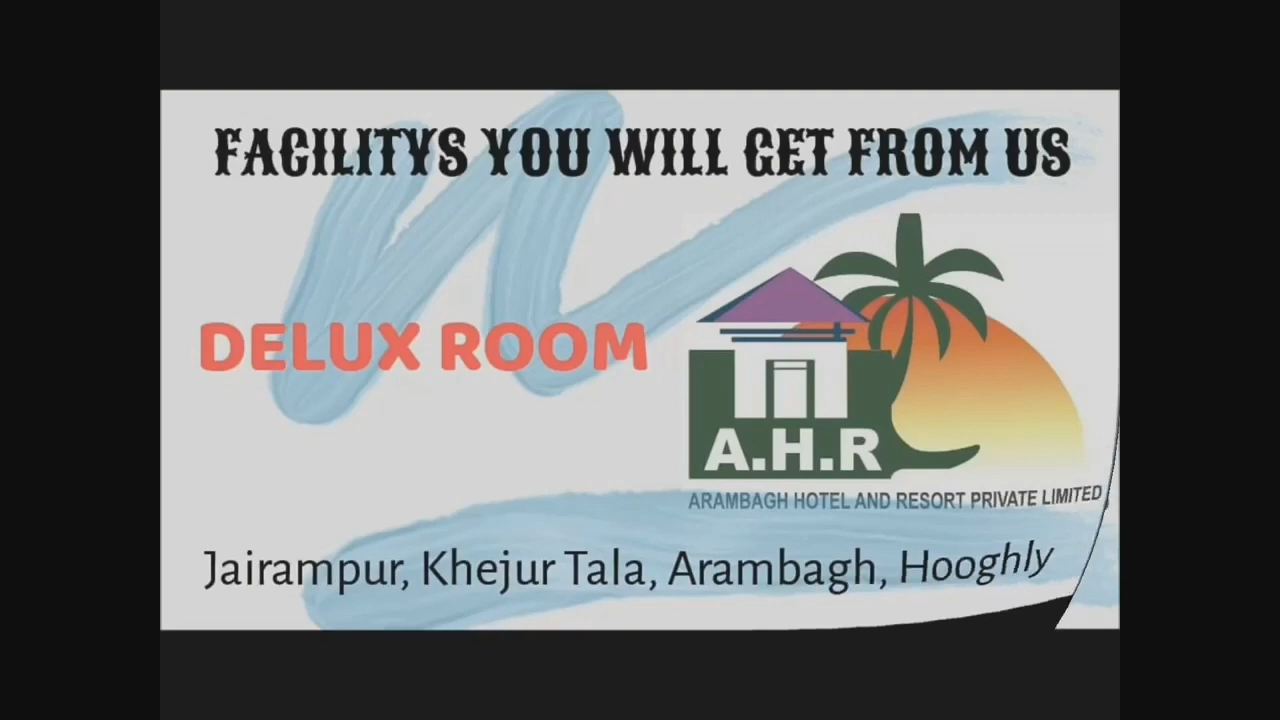 FACILITYS YOU WILL GET FROM US
DELUX ROOM
A.H.R
ARAMBAGH HOTEL AND RESORT PRIVATE LIMITED
Jairampur, Khejur Tala, Arambagh, Hooghly